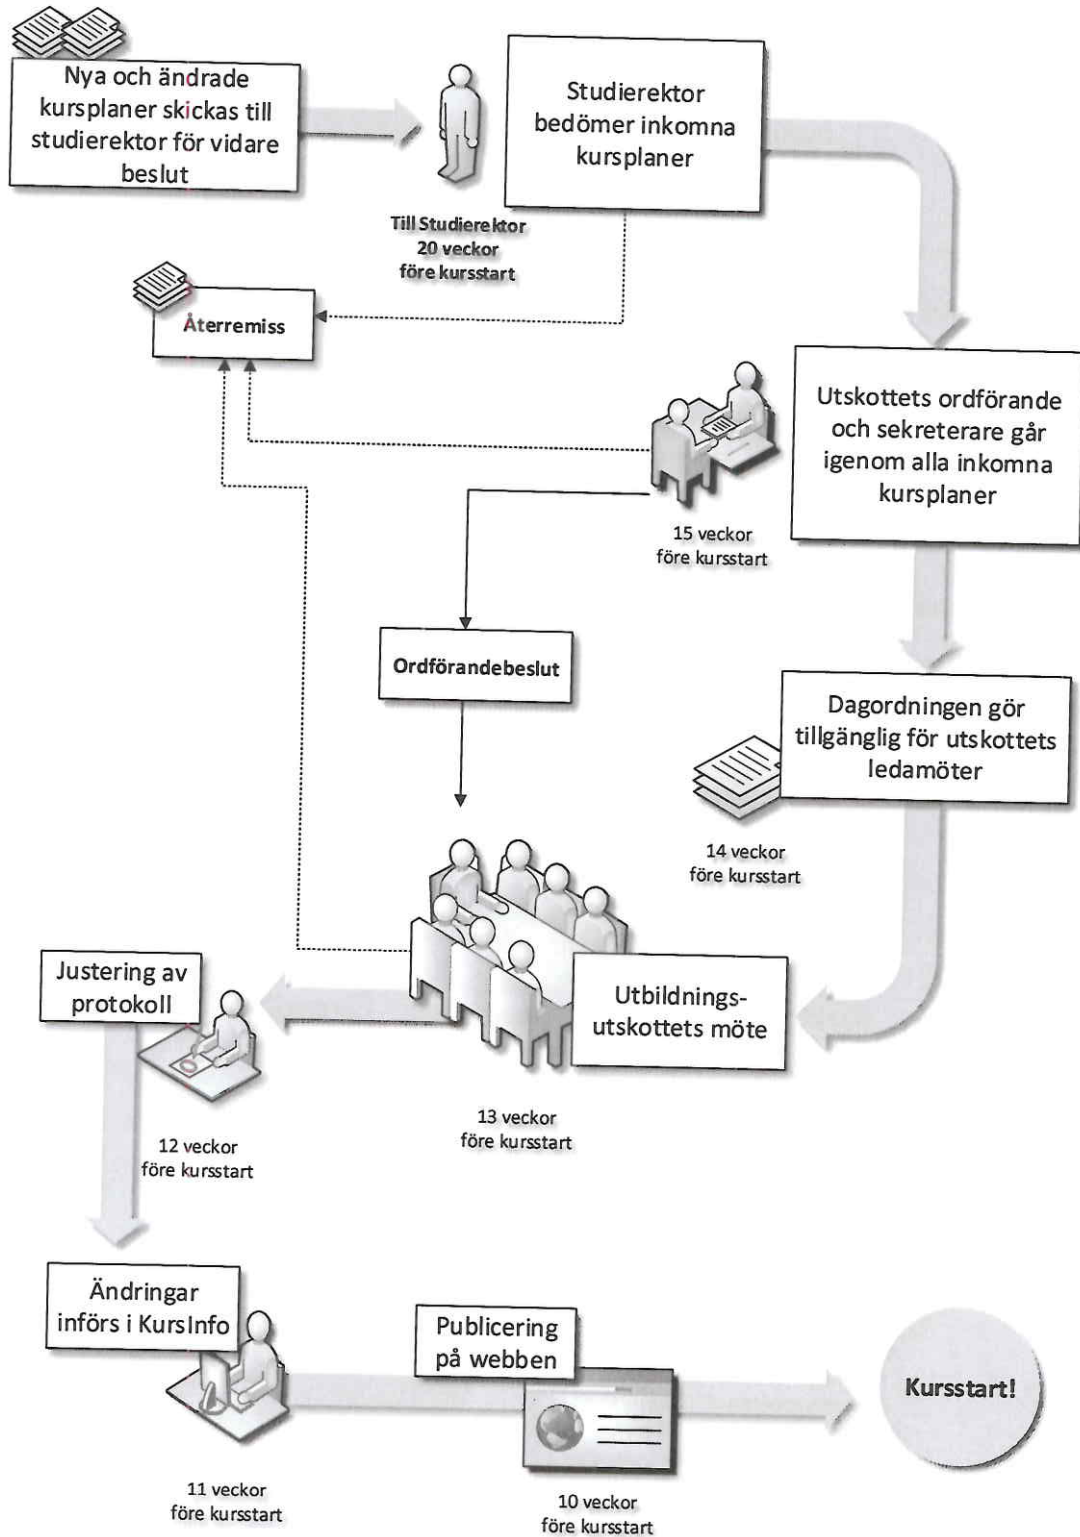 Nya och ändrade
kursplaner skickas till
studierektor för vidare
beslut
Till Studierektor
20 veckor
före kursstart
Studierektor
bedömer inkomna
kursplaner
Återremiss
Utskottets ordförande
och sekreterare går
igenom alla inkomna
kursplaner
15 veckor
före kursstart
Ordförandebeslut
Dagordningen gör
tillgänglig för utskottets
ledamöter
14 veckor
före kursstart
Utbildnings-
utskottets möte
13 veckor
före kursstart
Justering av
protokoll
12 veckor
före kursstart
Ändringar
införs i KursInfo
11 veckor
före kursstart
Publicering
på webben
10 veckor
före kursstart
Kursstart!